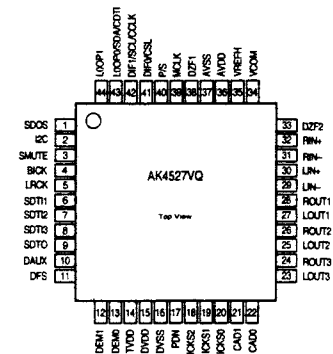 44 LOOP1
43 LOOP0/SDA/CDTI
42 DIF1/SCL/CCLK
41 DIF0/CSL
40 P/S
39 MCLK
38 DZF1
37 AVSS
36 AVDD
35 VREFH
34 VCOM
SDOS 1
I2C 2
SMUTE 3
BICK 4
LRCK 5
SDTI1 6
SDTI2 7
SDTI3 8
SDTO 9
DAUX 10
DFS 11
AK4527VQ
Top View
33 DZF2
32 RIN+
31 RIN-
30 LIN+
29 LIN-
28 ROUT1
27 LOUT1
26 ROUT2
25 LOUT2
24 ROUT3
23 LOUT3
12 DEM1
13 DEM0
14 TVDD
15 DVDD
16 DVSS
17 PDN
18 ICKS2
19 ICKS1
20 ICKS0
21 CAD1
22 CAD0